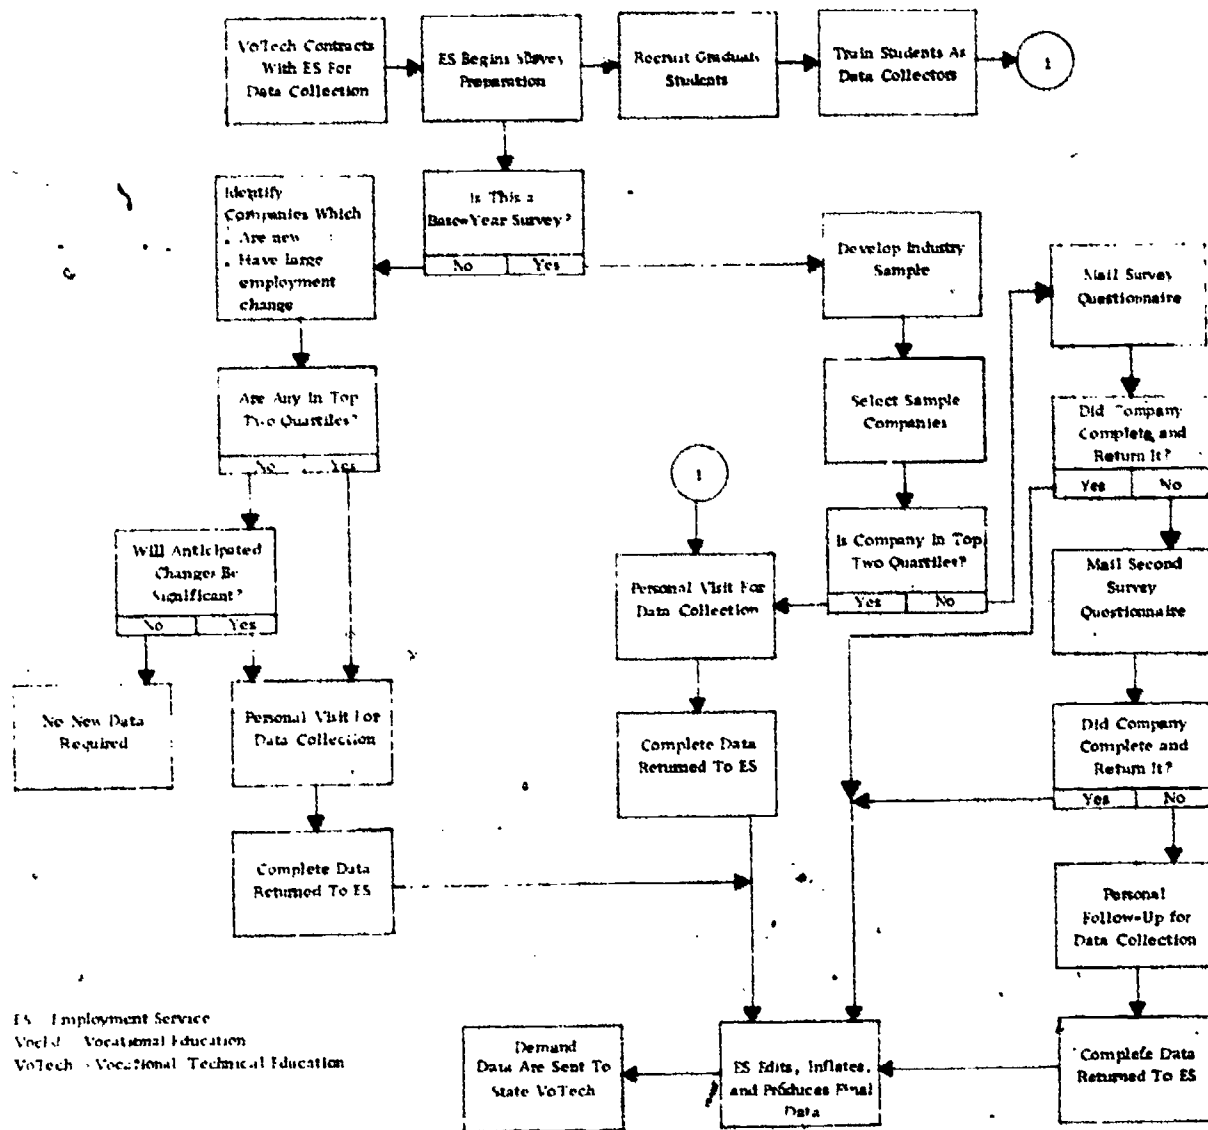 VoTech Contracts
With ES For
Data Collection
ES Begins Survey
Preparation
Recruit Graduate
Students
Train Students As
Data Collectors
1
Is This a
Base-Year Survey?
No
Yes
Identify
Companies Which
. Are new
. Have large
employment
change
Develop Industry
Sample
Mail Survey
Questionnaire
Are Any In Top
Two Quartiles?
No
Yes
Select Sample
Companies
Did Company
Complete and
Return It?
Yes
No
1
Will Anticipated
Changes Be
Significant?
No
Yes
Is Company In Top
Two Quartiles?
Yes
No
Personal Visit For
Data Collection
Mail Second
Survey
Questionnaire
No New Data
Required
Personal Visit For
Data Collection
Complete Data
Returned To ES
Did Company
Complete and
Return It?
Yes
No
Complete Data
Returned To ES
Personal
Follow-Up for
Data Collection
ES Employment Service
VocEd Vocational Education
VoTech - Vocational Technical Education
Demand
Data Are Sent To
State VoTech
ES Edits, Inflates,
and Produces Final
Data
Complete Data
Returned To ES